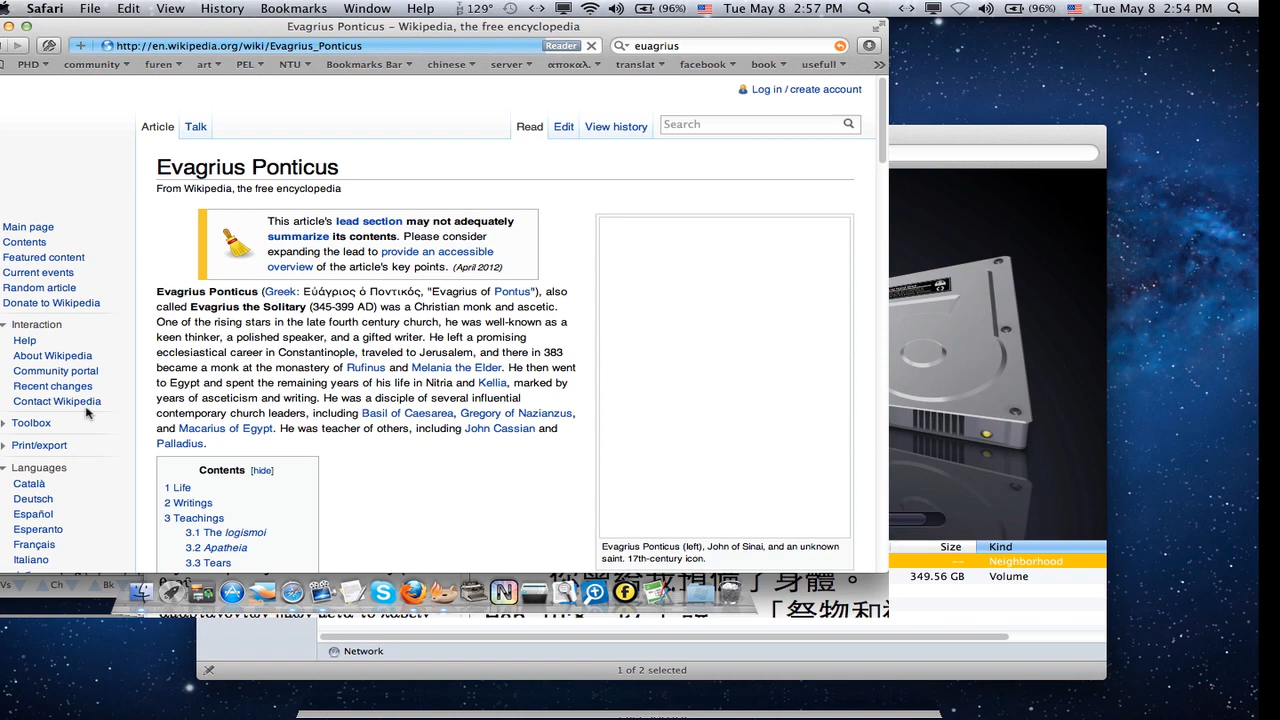 Safari File Edit View History Bookmarks Window Help 129° (96%) Tue May 8 2:57 PM
(96%) Tue May 8 2:54 PM
Evagrius Ponticus – Wikipedia, the free encyclopedia
http://en.wikipedia.org/wiki/Evagrius_Ponticus Reader euagrius
PHD community furen art PEL NTU Bookmarks Bar chinese server αποκαλ. translat facebook book usefull
Log in / create account
Article Talk Read Edit View history Search
Evagrius Ponticus
From Wikipedia, the free encyclopedia
This article's lead section may not adequately
summarize its contents. Please consider
expanding the lead to provide an accessible
overview of the article's key points. (April 2012)
Evagrius Ponticus (Greek: Εὐάγριος ὁ Ποντικός, "Evagrius of Pontus"), also
called Evagrius the Solitary (345-399 AD) was a Christian monk and ascetic.
One of the rising stars in the late fourth century church, he was well-known as a
keen thinker, a polished speaker, and a gifted writer. He left a promising
ecclesiastical career in Constantinople, traveled to Jerusalem, and there in 383
became a monk at the monastery of Rufinus and Melania the Elder. He then went
to Egypt and spent the remaining years of his life in Nitria and Kellia, marked by
years of asceticism and writing. He was a disciple of several influential
contemporary church leaders, including Basil of Caesarea, Gregory of Nazianzus,
and Macarius of Egypt. He was teacher of others, including John Cassian and
Palladius.
Contents [hide]
1 Life
2 Writings
3 Teachings
3.1 The logismoi
3.2 Apatheia
3.3 Tears
Evagrius Ponticus (left), John of Sinai, and an unknown
saint. 17th-century icon.
Main page
Contents
Featured content
Current events
Random article
Donate to Wikipedia
Interaction
Help
About Wikipedia
Community portal
Recent changes
Contact Wikipedia
Toolbox
Print/export
Languages
Català
Deutsch
Español
Esperanto
Français
Italiano
Size Kind
-- Neighborhood
349.56 GB Volume
Vs Ch Bk
Network
1 of 2 selected